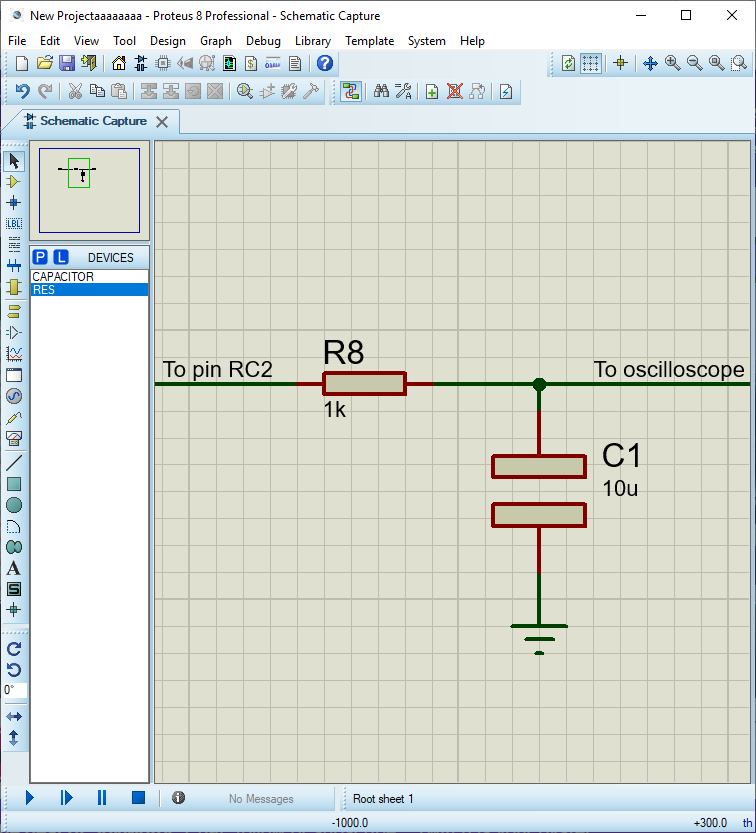 New Projectaaaaaaaa - Proteus 8 Professional - Schematic Capture
File Edit View Tool Design Graph Debug Library Template System Help
$
?
Schematic Capture
LBL
P L DEVICES
CAPACITOR
RES
R8
To pin RC2
To oscilloscope
1k
C1
10u
A
S
0°
No Messages
Root sheet 1
-1000.0
+300.0
th